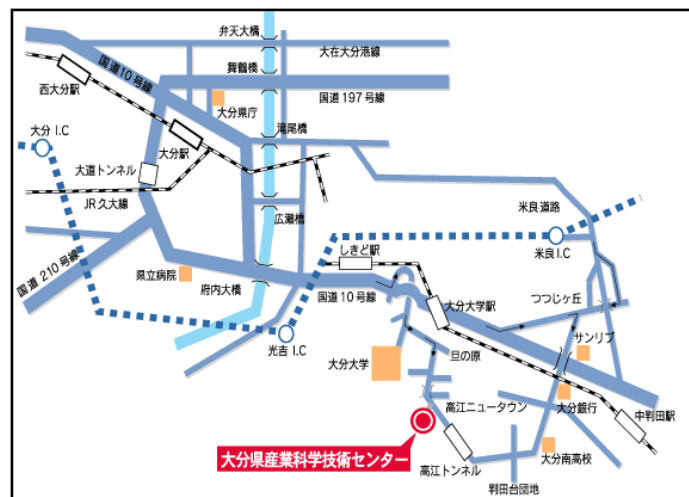 弁天大橋
大在大分港線
国道10号線
舞鶴橋
西大分駅
国道197号線
大分県庁
大分 I.C
滝尾橋
大分駅
大道トンネル
JR久大線
米良道路
広瀬橋
しきど駅
米良 I.C
国道 210号線
県立病院
府内大橋
国道10号線
大分大学駅
つつじヶ丘
光吉 I.C
サンリブ
旦の原
大分大学
高江ニュータウン
大分銀行
中判田駅
大分県産業科学技術センター
高江トンネル
大分南高校
判田台団地